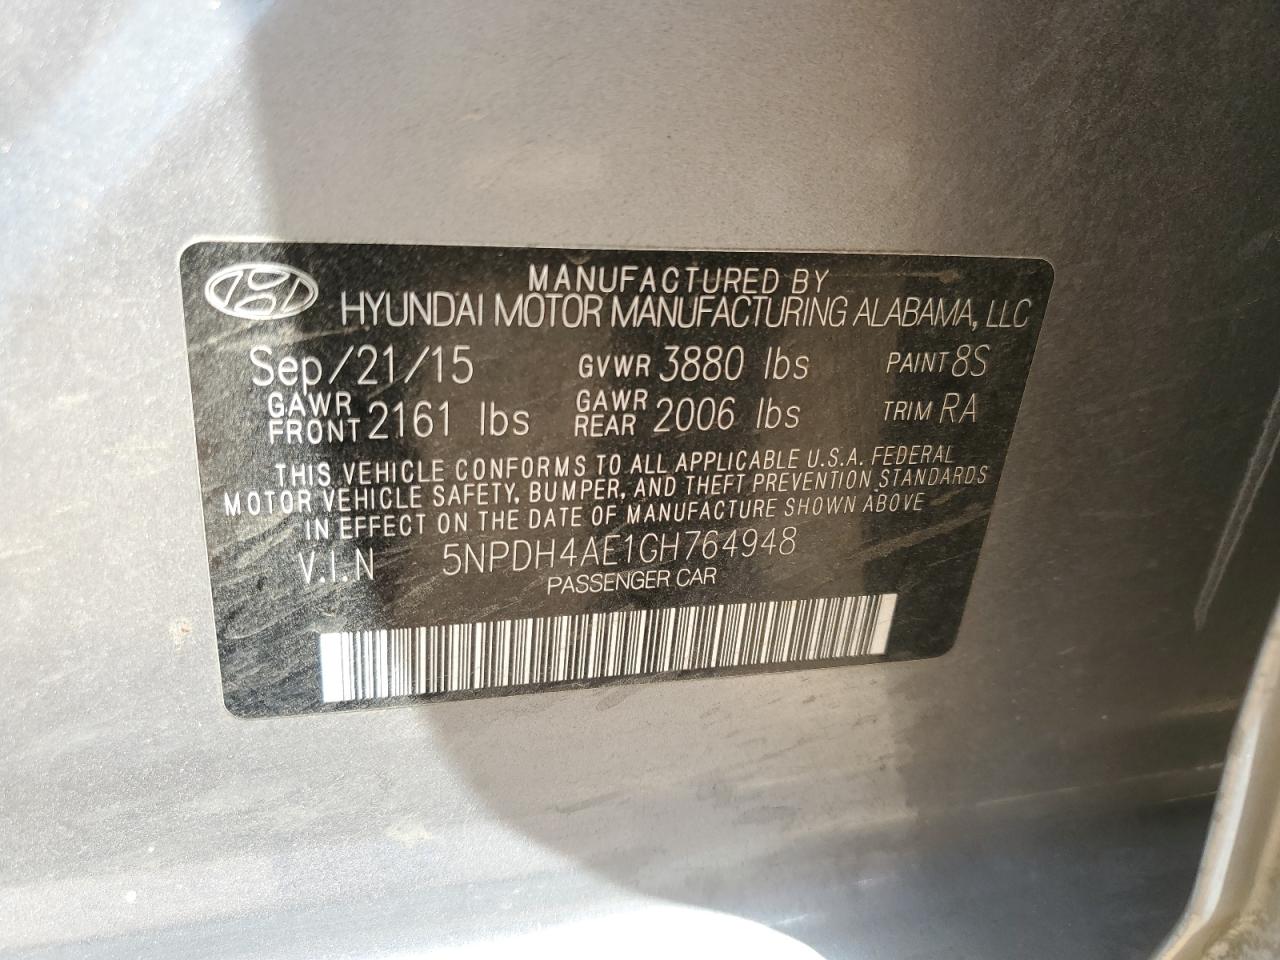 MANUFACTURED BY
HYUNDAI MOTOR MANUFACTURING ALABAMA, LLC
Sep/21/15 GVWR 3880 lbs PAINT 8S
GAWR FRONT 2161 lbs GAWR REAR 2006 lbs TRIM RA
THIS VEHICLE CONFORMS TO ALL APPLICABLE U.S.A. FEDERAL
MOTOR VEHICLE SAFETY, BUMPER, AND THEFT PREVENTION STANDARDS
IN EFFECT ON THE DATE OF MANUFACTURE SHOWN ABOVE
V.I.N 5NPDH4AE1GH764948
PASSENGER CAR